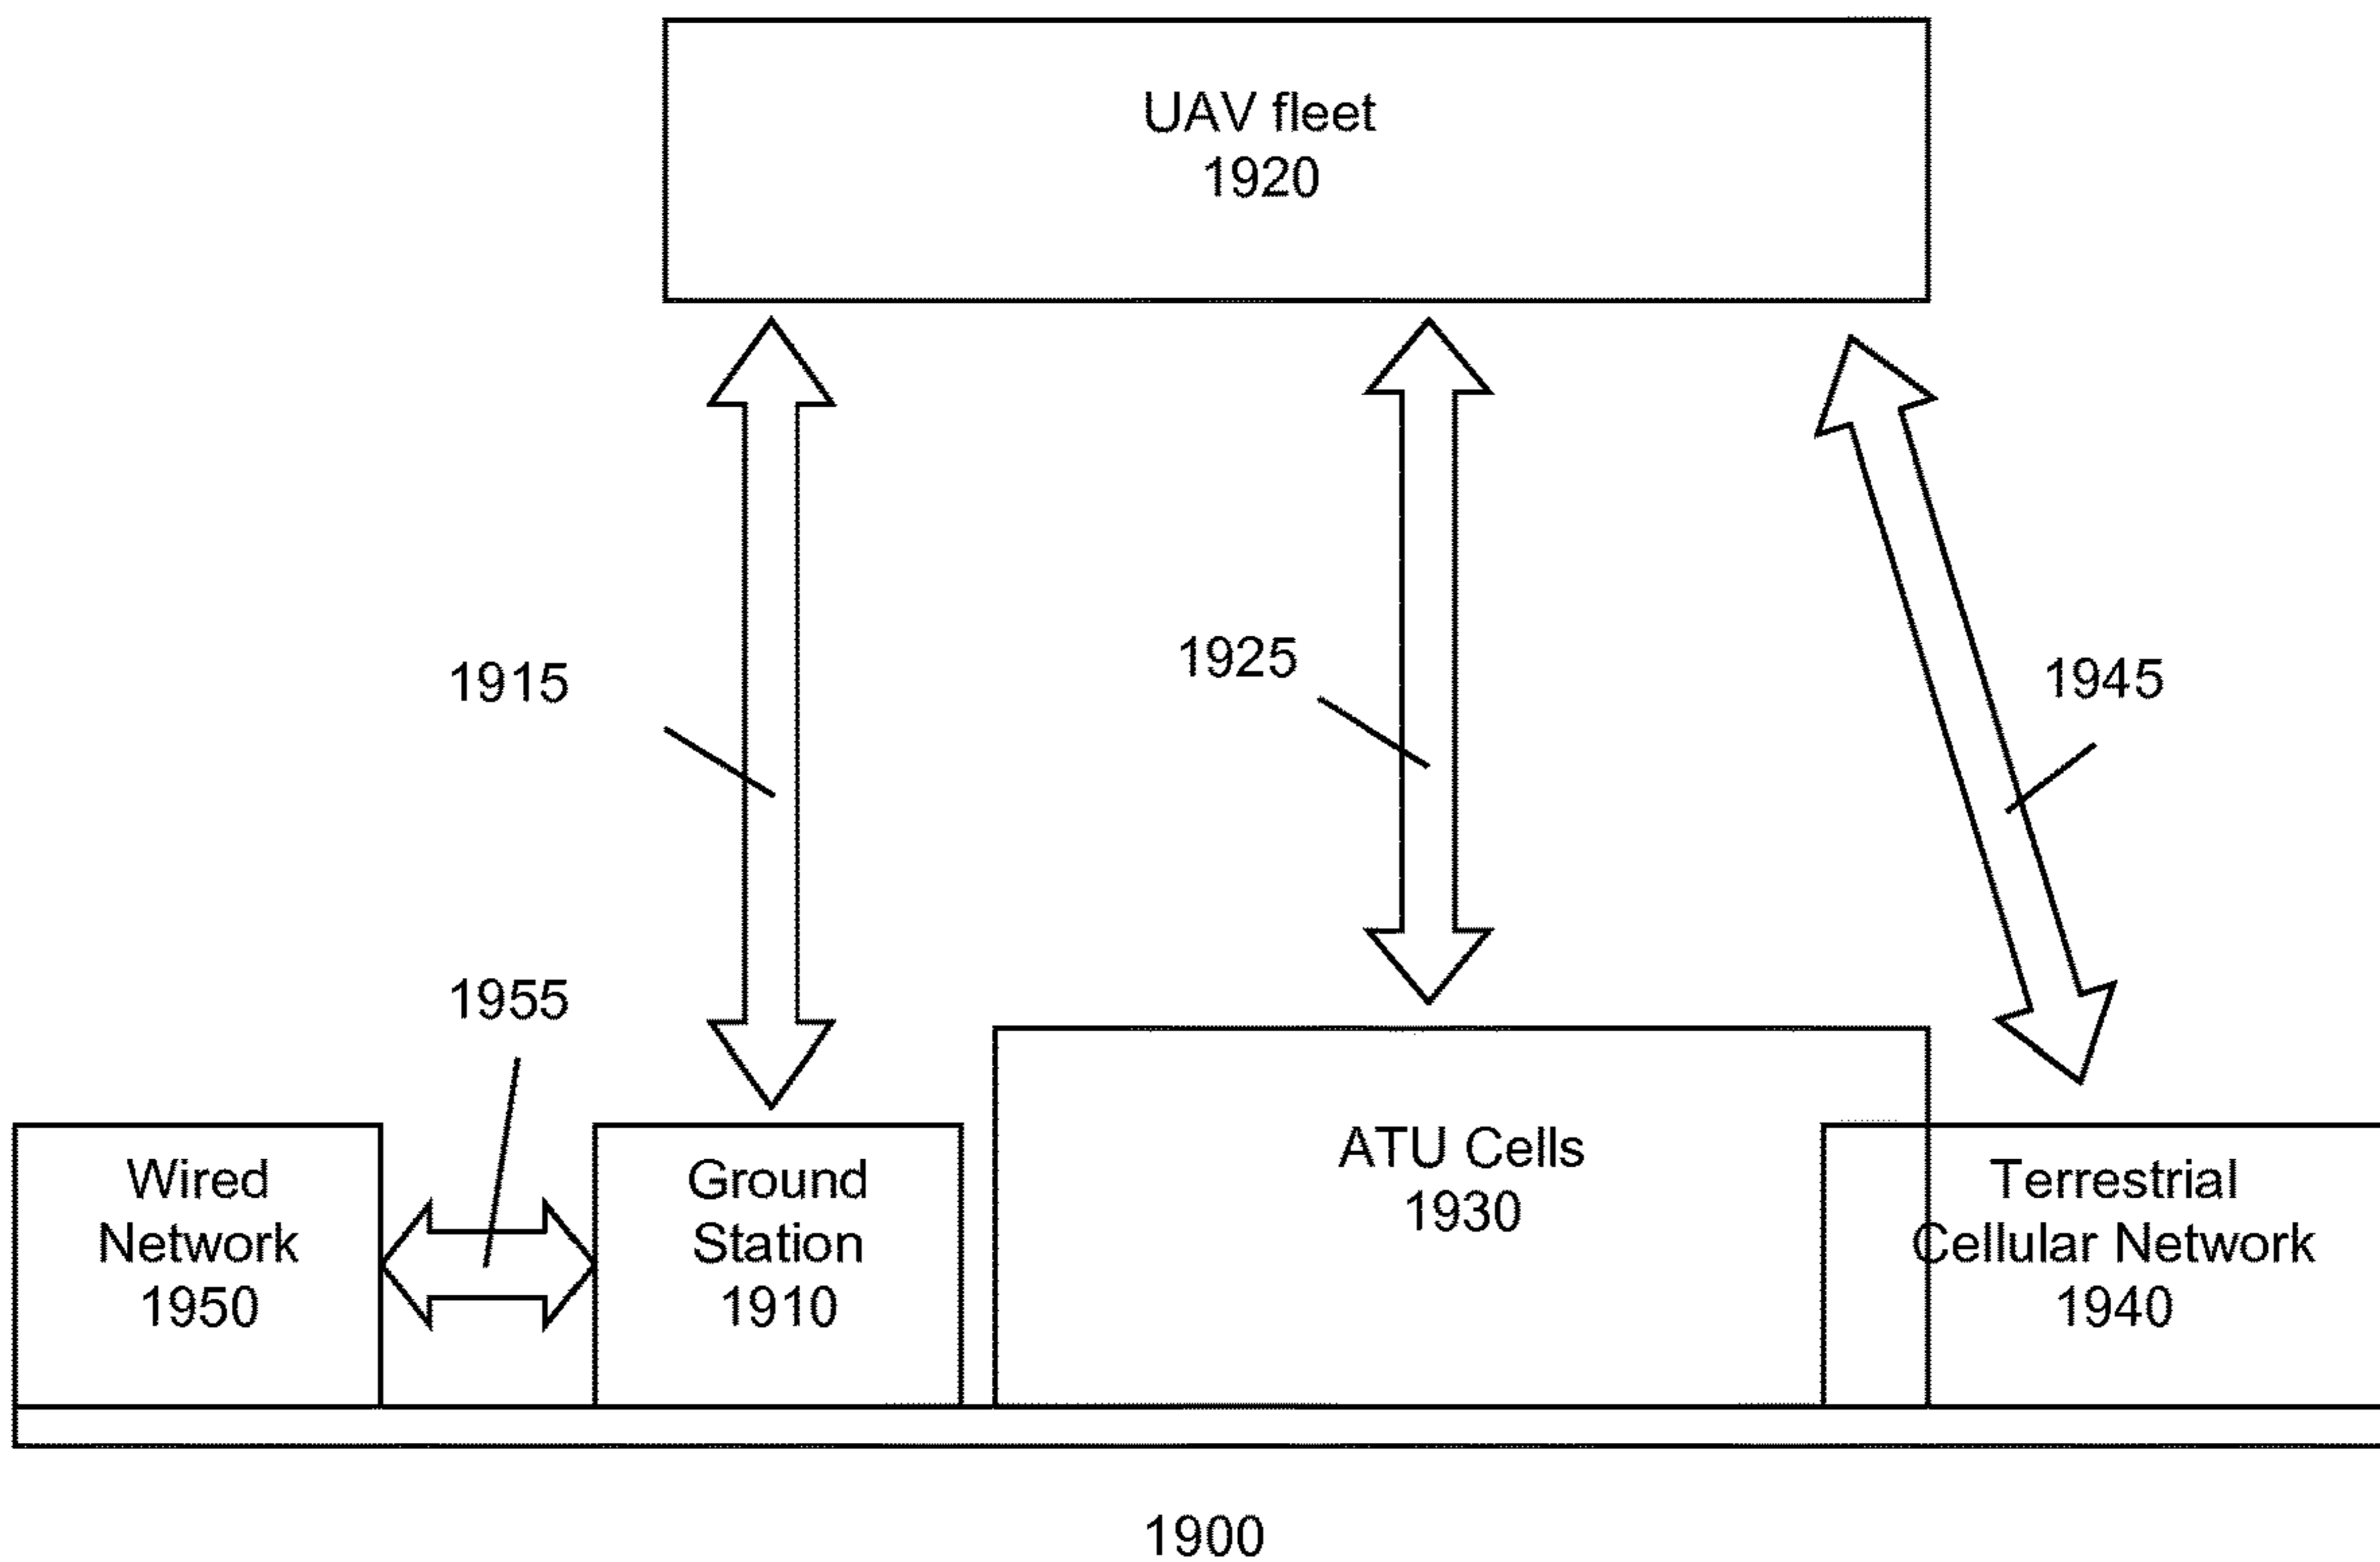 UAV fleet
1920
1915
1925
1945
1955
Wired
Network
1950
Ground
Station
1910
ATU Cells
1930
Terrestrial
Cellular Network
1940
1900